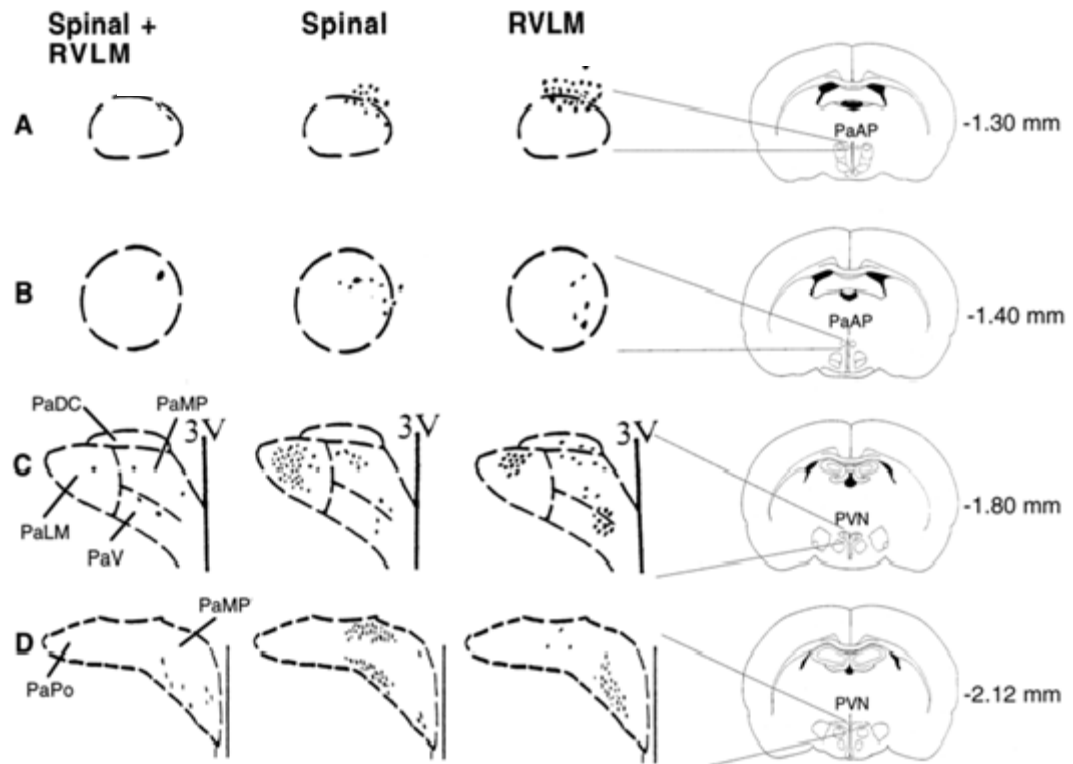 Spinal +
RVLM
Spinal
RVLM
A
PaAP
-1.30 mm
B
PaAP
-1.40 mm
C
PaDC
PaMP
3V
3V
3V
PaLM
PaV
PVN
-1.80 mm
D
PaMP
PaPo
PVN
-2.12 mm